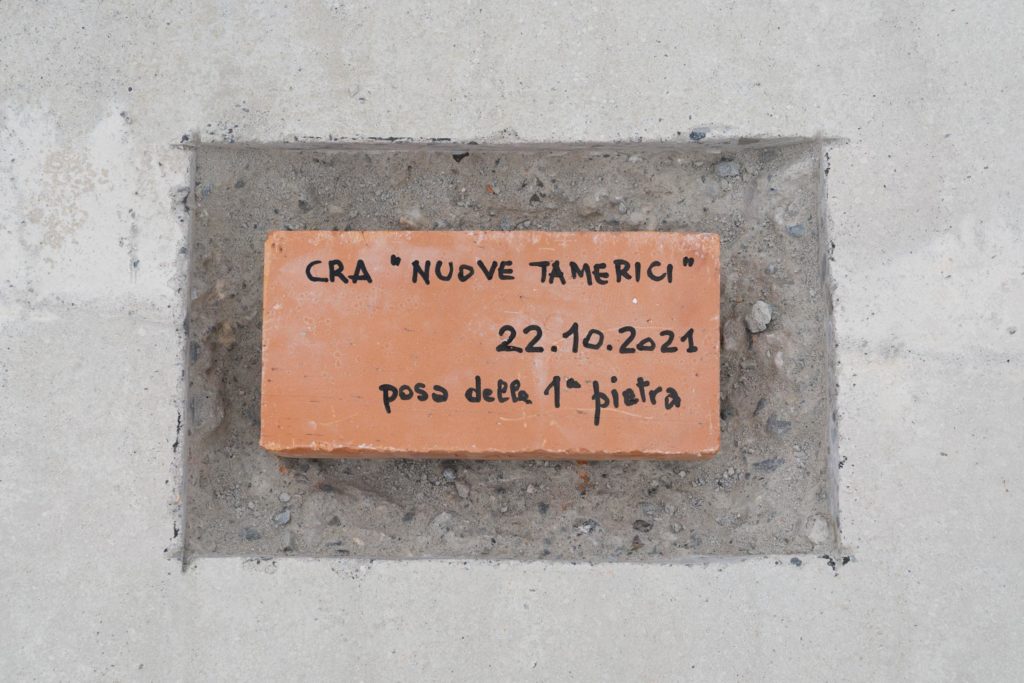 CRA "NUOVE TAMERICI"
22.10.2021
posa della 1ª pietra